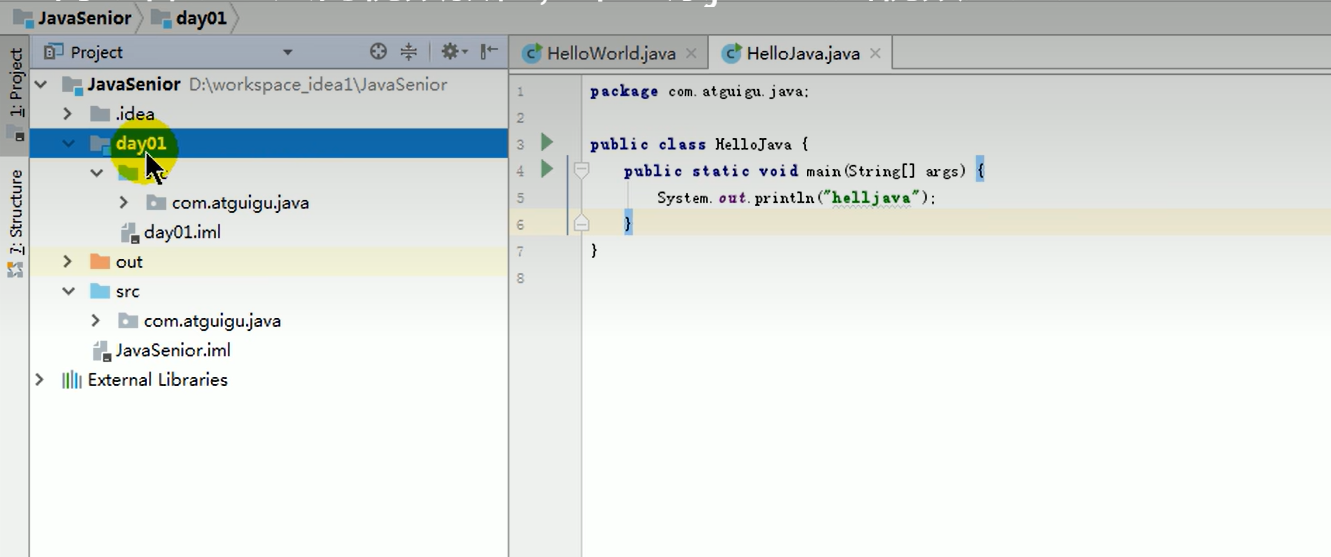 JavaSenior day01
1: Project
7: Structure
Project
JavaSenior D:\workspace_idea1\JavaSenior
.idea
day01
com.atguigu.java
day01.iml
out
src
com.atguigu.java
JavaSenior.iml
External Libraries
HelloWorld.java HelloJava.java
1 package com.atguigu.java;
2
3 public class HelloJava {
4 public static void main(String[] args) {
5 System.out.println("helljava");
6 }
7 }
8